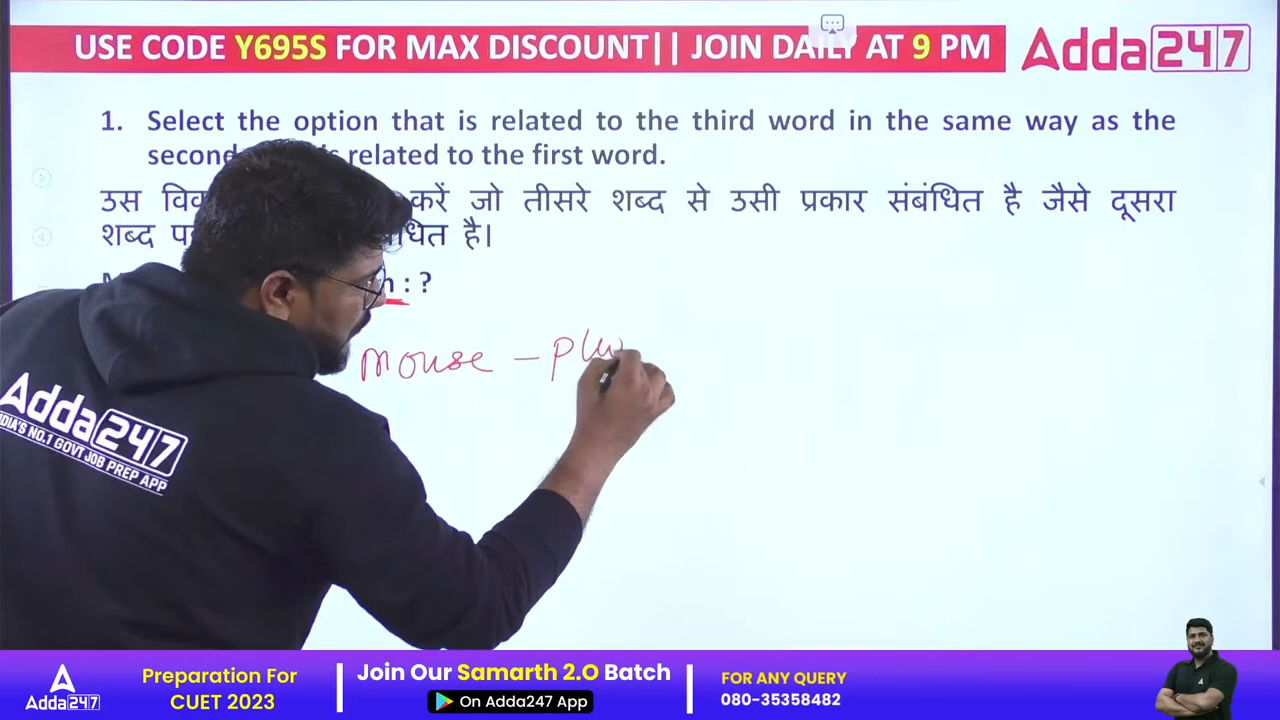 USE CODE Y695S FOR MAX DISCOUNT|| JOIN DAILY AT 9 PM
Adda247
1. Select the option that is related to the third word in the same way as the
second related to the first word.
उस करें जो तीसरे शब्द से उसी प्रकार संबंधित है जैसे दूसरा
शब्द है।
: ?
Mouse -
Adda247
INDIA'S NO.1 GOVT JOB PREP APP
Adda247
Preparation For
CUET 2023
Join Our Samarth 2.O Batch
On Adda247 App
FOR ANY QUERY
080-35358482